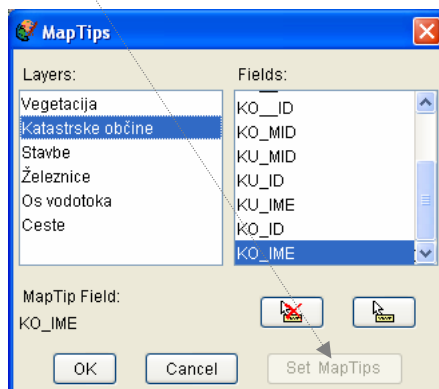 MapTips
Layers:
Fields:
Vegetacija
Katastrske občine
Stavbe
Železnice
Os vodotoka
Ceste
KO__ID
KO_MID
KU_MID
KU_ID
KU_IME
KO_ID
KO_IME
MapTip Field:
KO_IME
OK
Cancel
Set MapTips